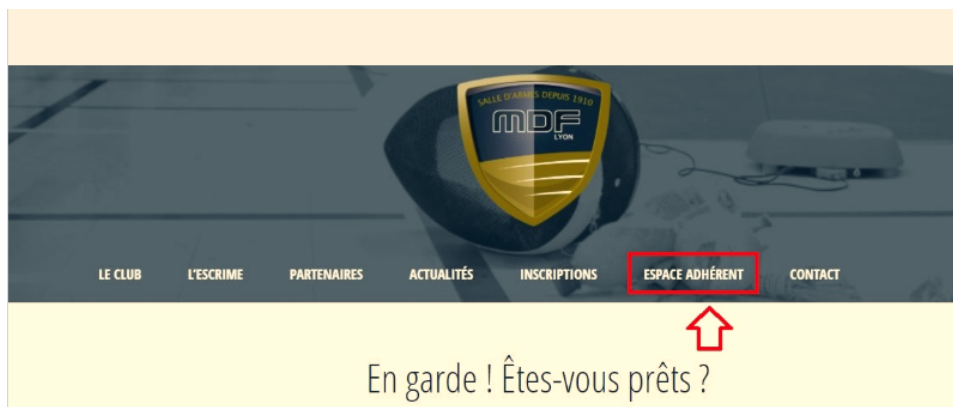 SALLE D'ARMES DEPUIS 1910
MDF
LYON
LE CLUB L'ESCRIME PARTENAIRES ACTUALITÉS INSCRIPTIONS ESPACE ADHÉRENT CONTACT
En garde ! Êtes-vous prêts ?